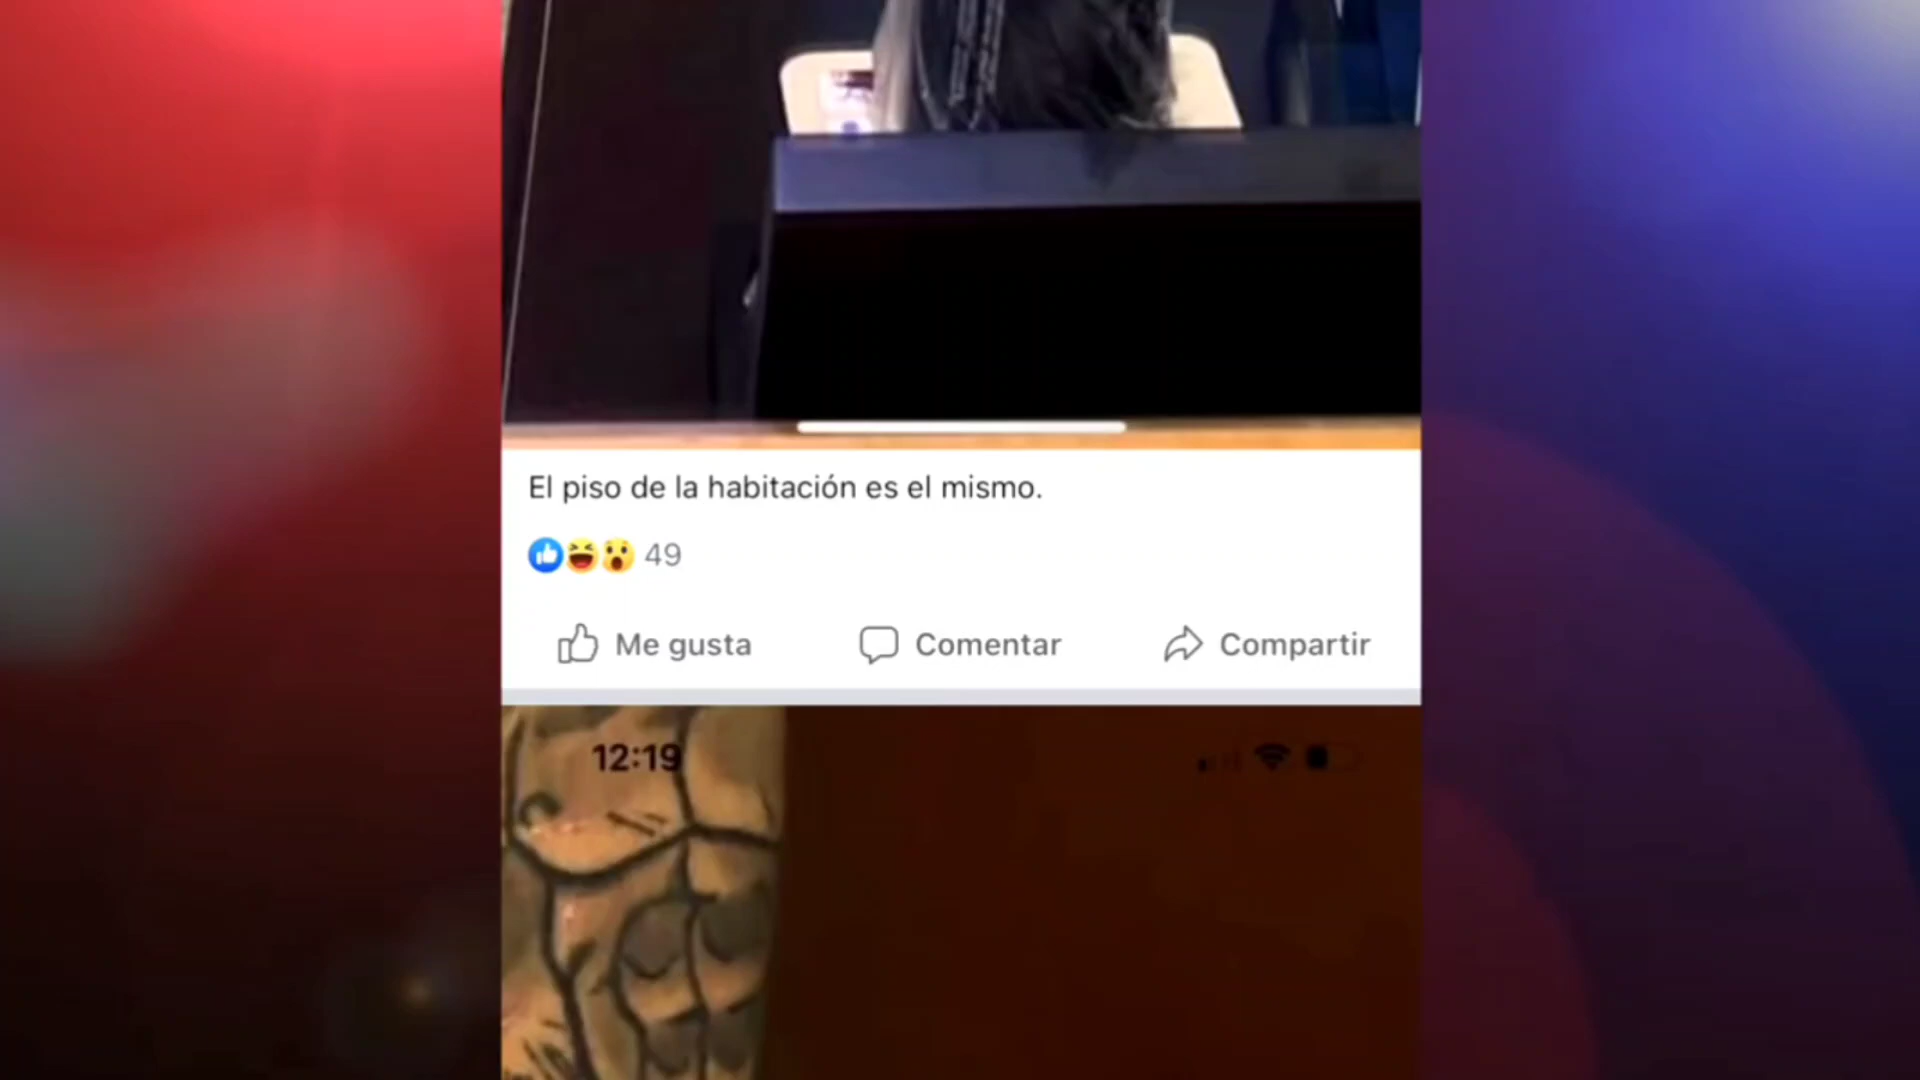 El piso de la habitación es el mismo.
49
Me gusta
Comentar
Compartir
12:19